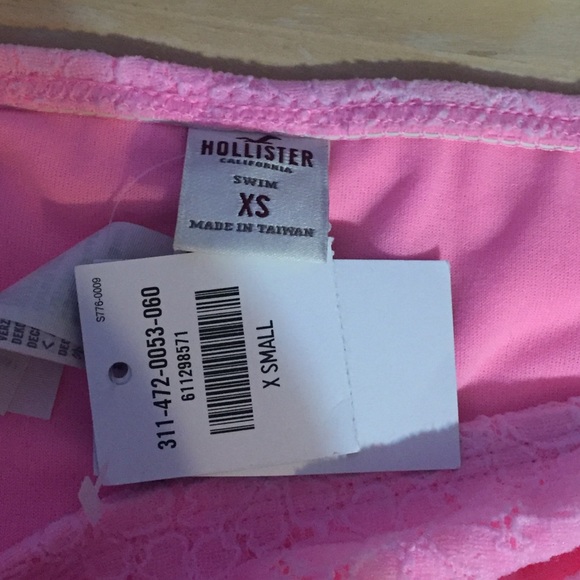 HOLLISTER
CALIFORNIA
SWIM
XS
MADE IN TAIWAN
S776-0009
311-472-0053-060
611298571
X SMALL